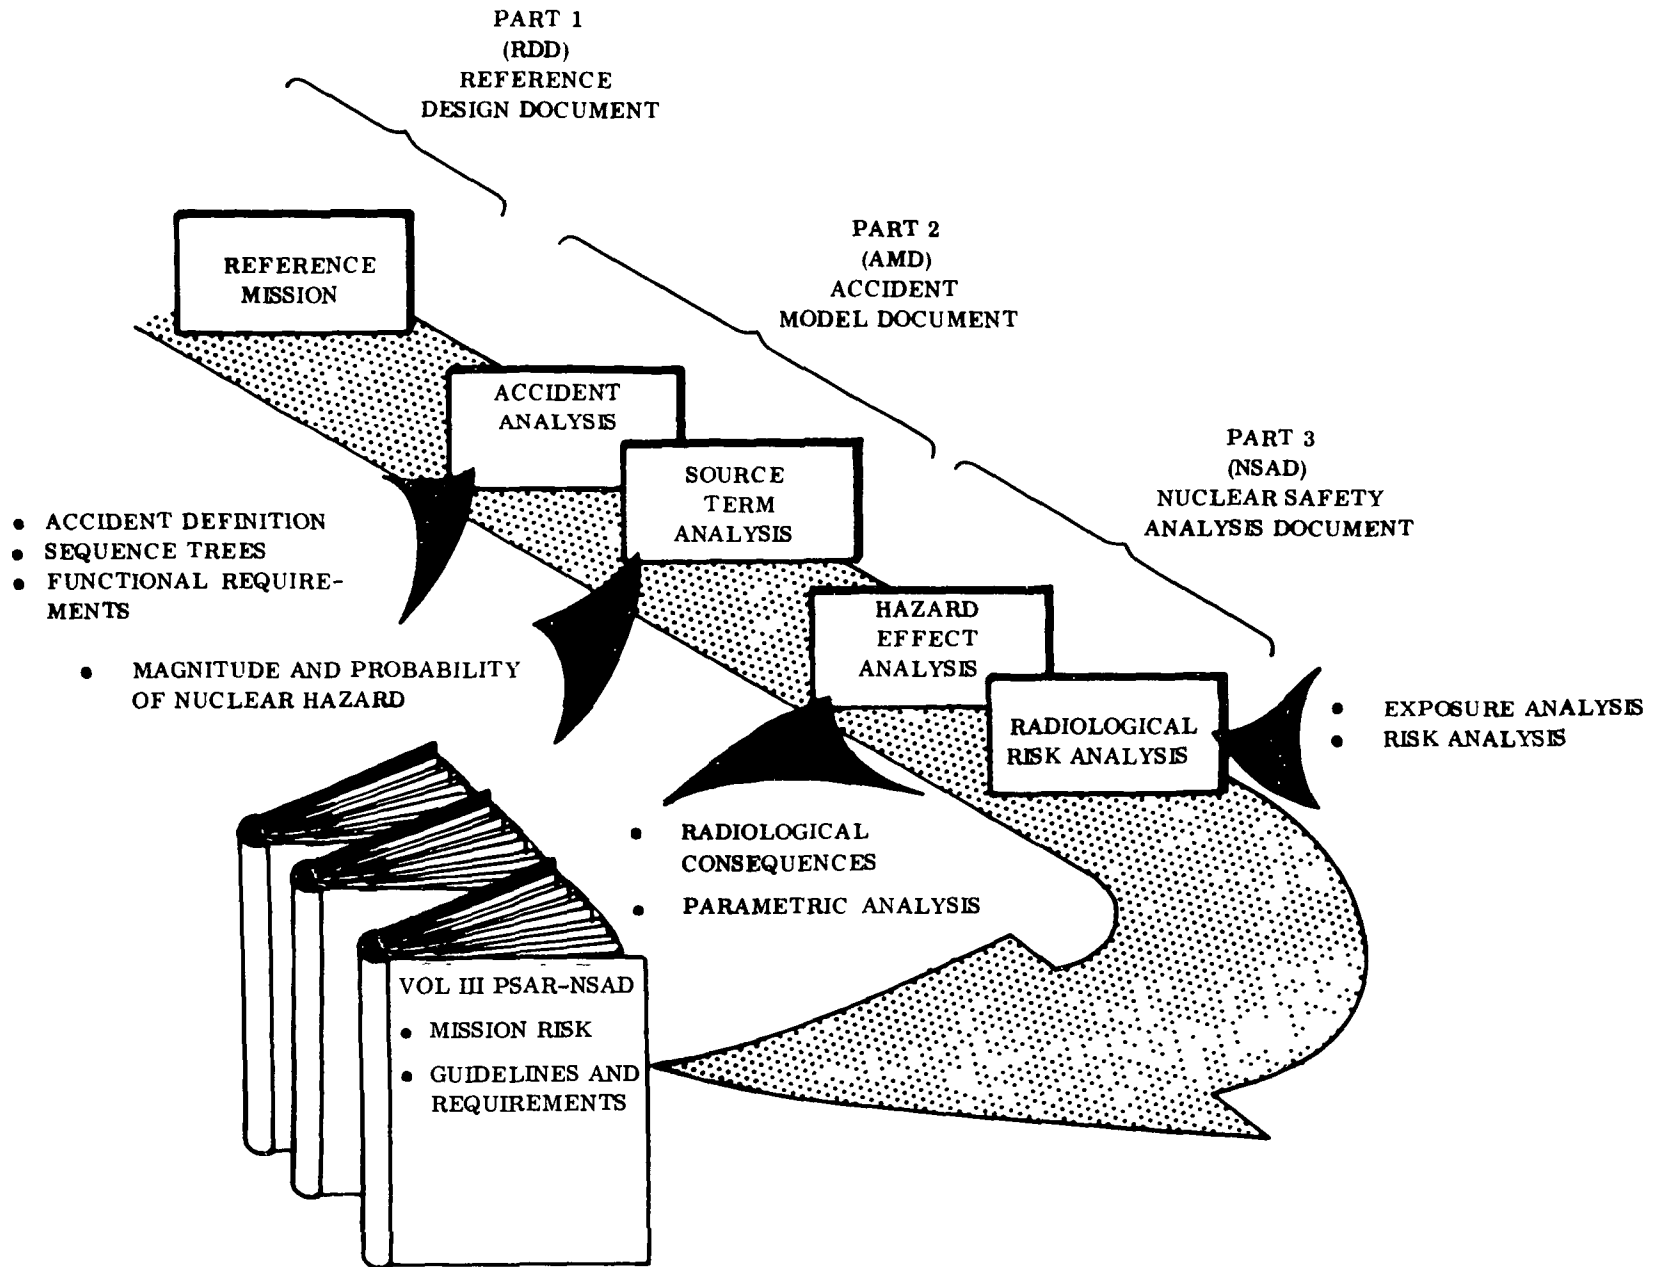 PART 1
(RDD)
REFERENCE
DESIGN DOCUMENT
PART 2
(AMD)
ACCIDENT
MODEL DOCUMENT
PART 3
(NSAD)
NUCLEAR SAFETY
ANALYSIS DOCUMENT
REFERENCE
MISSION
ACCIDENT
ANALYSIS
SOURCE
TERM
ANALYSIS
HAZARD
EFFECT
ANALYSIS
RADIOLOGICAL
RISK ANALYSIS
• ACCIDENT DEFINITION
• SEQUENCE TREES
• FUNCTIONAL REQUIRE-
MENTS
• MAGNITUDE AND PROBABILITY
OF NUCLEAR HAZARD
• RADIOLOGICAL
CONSEQUENCES
• PARAMETRIC ANALYSIS
• EXPOSURE ANALYSIS
• RISK ANALYSIS
VOL III PSAR-NSAD
• MISSION RISK
• GUIDELINES AND
REQUIREMENTS